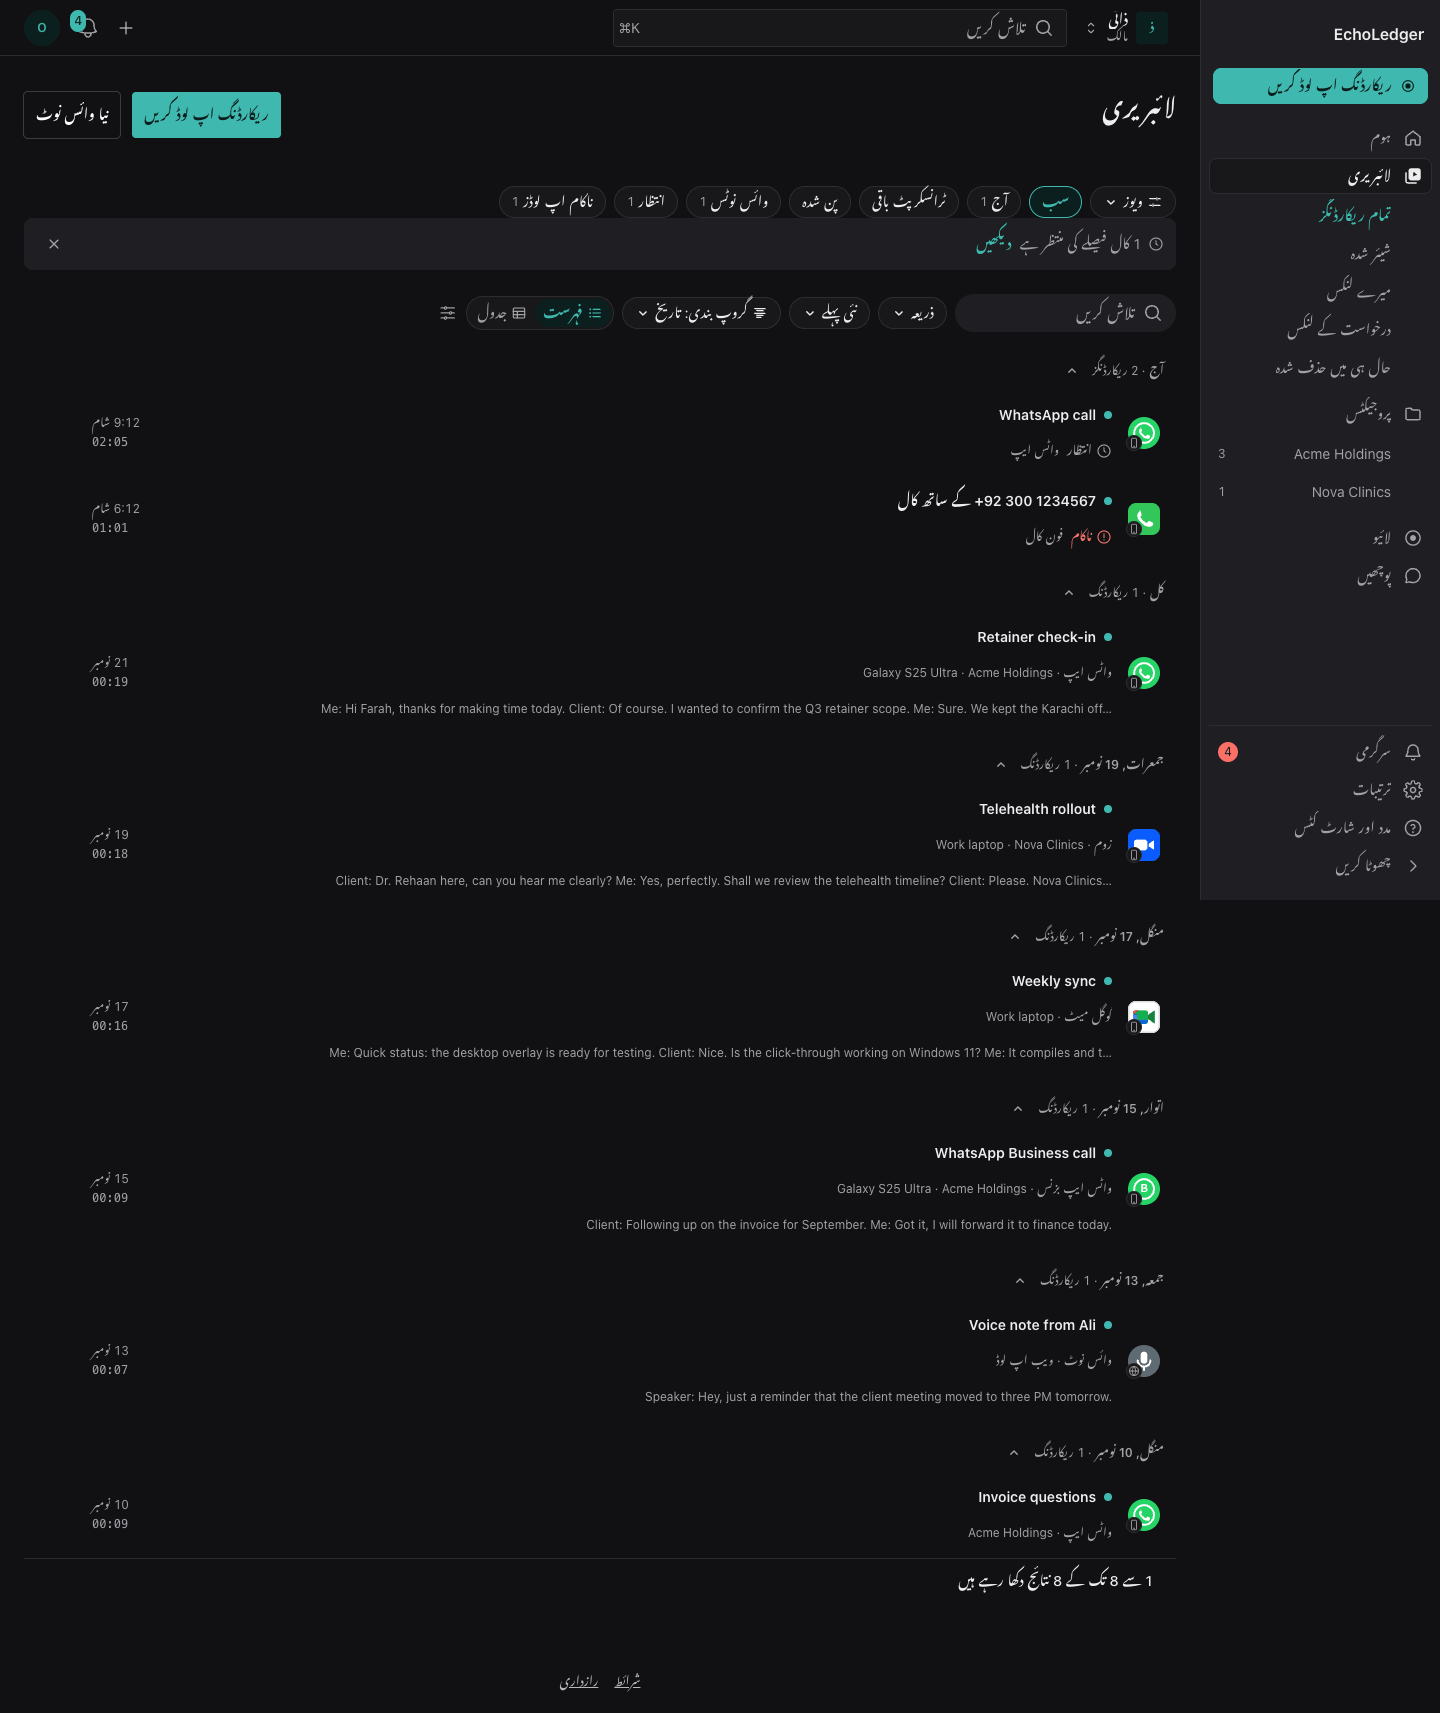 EchoLedger
ریکارڈنگ اپ لوڈ کریں
ہوم
لائبریری
تمام ریکارڈنگز
شیئر شدہ
میرے لنکس
درخواست کے لنکس
حال ہی میں حذف شدہ
پروجیکٹس
Acme Holdings 3
Nova Clinics 1
لائیو
پوچھیں
سرگرمی 4
ترتیبات
مدد اور شارٹ کٹس
چھوٹا کریں
ذ
ذاتی
مالک
تلاش کریں ⌘K
4
O
لائبریری
ریکارڈنگ اپ لوڈ کریں
نیا وائس نوٹ
ویوز
سب
آج 1
ٹرانسکرپٹ باقی
پن شدہ
وائس نوٹس 1
انتظار 1
ناکام اپ لوڈز 1
1 کال فیصلے کی منتظر ہے دیکھیں
تلاش کریں
ذریعہ
نئی پہلے
گروپ بندی: تاریخ
فہرست
جدول
آج · 2 ریکارڈنگز
WhatsApp call
انتظار واٹس ایپ
9:12 شام
02:05
+92 300 1234567 کے ساتھ کال
ناکام فون کال
6:12 شام
01:01
کل · 1 ریکارڈنگ
Retainer check-in
واٹس ایپ · Galaxy S25 Ultra · Acme Holdings
Me: Hi Farah, thanks for making time today. Client: Of course. I wanted to confirm the Q3 retainer scope. Me: Sure. We kept the Karachi off…
21 نومبر
00:19
جمعرات, 19 نومبر · 1 ریکارڈنگ
Telehealth rollout
زوم · Work laptop · Nova Clinics
Client: Dr. Rehaan here, can you hear me clearly? Me: Yes, perfectly. Shall we review the telehealth timeline? Client: Please. Nova Clinics…
19 نومبر
00:18
منگل, 17 نومبر · 1 ریکارڈنگ
Weekly sync
گوگل میٹ · Work laptop
Me: Quick status: the desktop overlay is ready for testing. Client: Nice. Is the click-through working on Windows 11? Me: It compiles and t…
17 نومبر
00:16
اتوار, 15 نومبر · 1 ریکارڈنگ
WhatsApp Business call
واٹس ایپ بزنس · Galaxy S25 Ultra · Acme Holdings
Client: Following up on the invoice for September. Me: Got it, I will forward it to finance today.
15 نومبر
00:09
جمعہ, 13 نومبر · 1 ریکارڈنگ
Voice note from Ali
وائس نوٹ · ویب اپ لوڈ
Speaker: Hey, just a reminder that the client meeting moved to three PM tomorrow.
13 نومبر
00:07
منگل, 10 نومبر · 1 ریکارڈنگ
Invoice questions
واٹس ایپ · Acme Holdings
10 نومبر
00:09
1 سے 8 تک کے 8 نتائج دکھا رہے ہیں
شرائط
رازداری